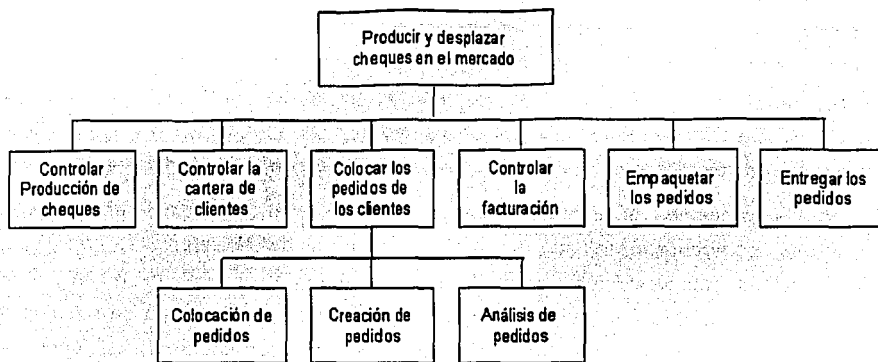 Producir y desplazar
cheques en el mercado
Controlar
Producción de
cheques
Controlar la
cartera de
clientes
Colocar los
pedidos de
los clientes
Controlar
la
facturación
Empaquetar
los pedidos
Entregar los
pedidos
Colocación de
pedidos
Creación de
pedidos
Análisis de
pedidos